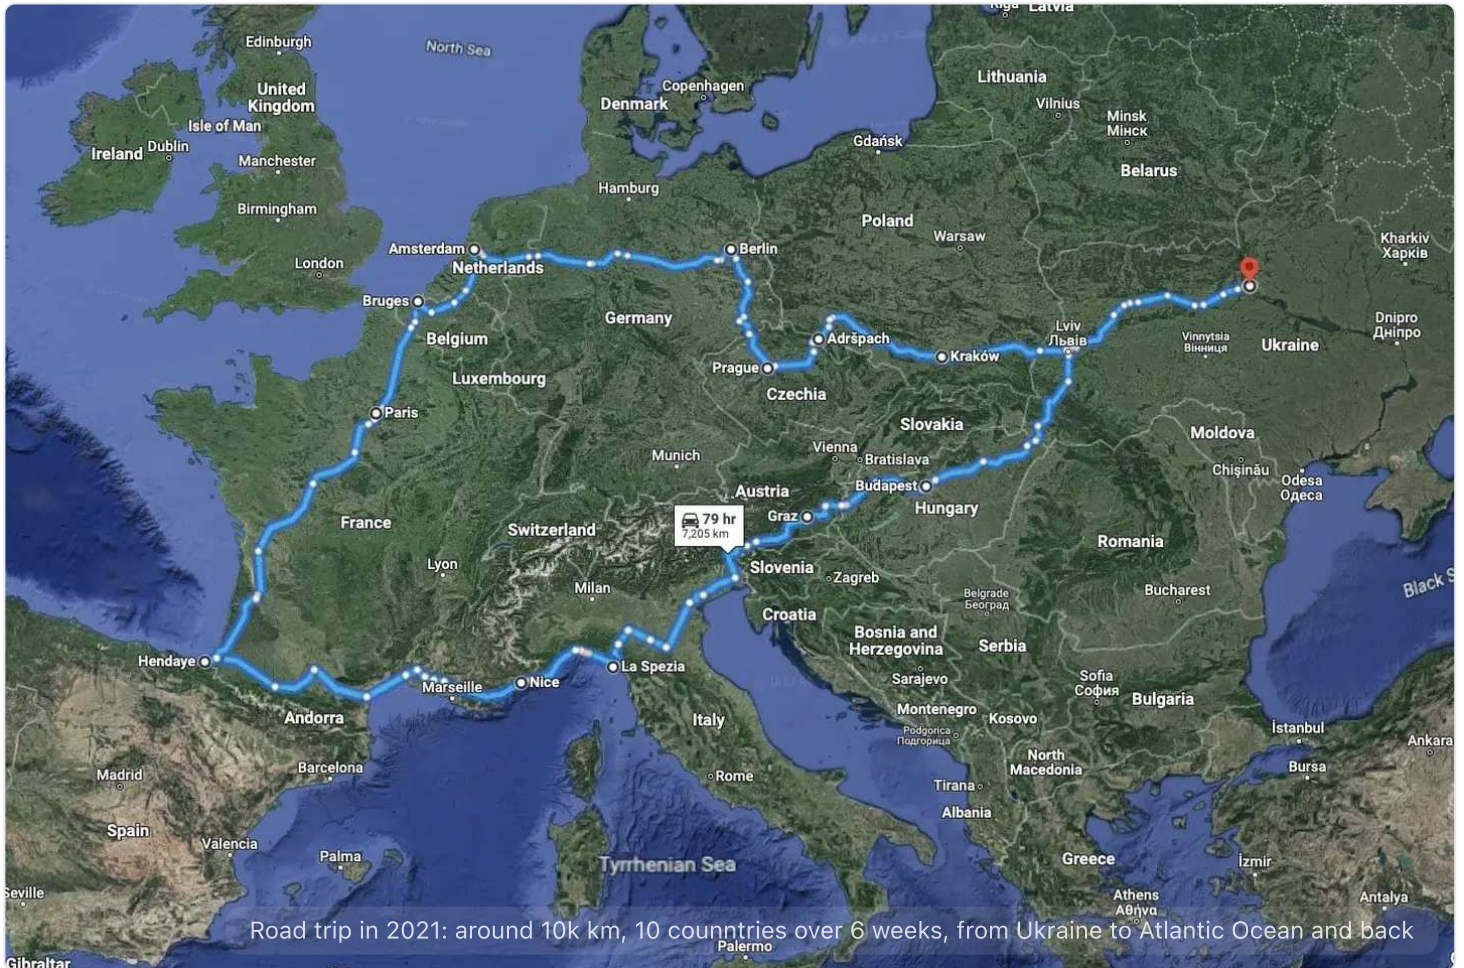 Riga
Latvia
Edinburgh
North Sea
Lithuania
United
Kingdom
Copenhagen
Denmark
Vilnius
Isle of Man
Minsk
Мінск
Ireland
Dublin
Gdańsk
Manchester
Belarus
Hamburg
Birmingham
Poland
Warsaw
Kharkiv
Харків
Amsterdam
Berlin
London
Netherlands
Bruges
Germany
Dnipro
Дніпро
Belgium
Adršpach
Lviv
Львів
Vinnytsia
Вінниця
Ukraine
Kraków
Prague
Luxembourg
Czechia
Paris
Slovakia
Moldova
Vienna
Munich
Bratislava
Chișinău
Odesa
Одеса
Austria
Budapest
79 hr
7,205 km
Graz
Hungary
France
Switzerland
Romania
Lyon
Slovenia
Zagreb
Milan
Belgrade
Београд
Bucharest
Black S
Croatia
Bosnia and
Herzegovina
Serbia
Hendaye
La Spezia
Sarajevo
Sofia
София
Marseille
Nice
Bulgaria
Andorra
Italy
Montenegro
Kosovo
Podgorica
Подгорица
İstanbul
Ankara
North
Macedonia
Bursa
Barcelona
Madrid
Rome
Tirana
Albania
Spain
Valencia
Palma
Tyrrhenian Sea
Greece
İzmir
Seville
Athens
Αθήνα
Antalya
Road trip in 2021: around 10k km, 10 counntries over 6 weeks, from Ukraine to Atlantic Ocean and back
Palermo
Gibraltar